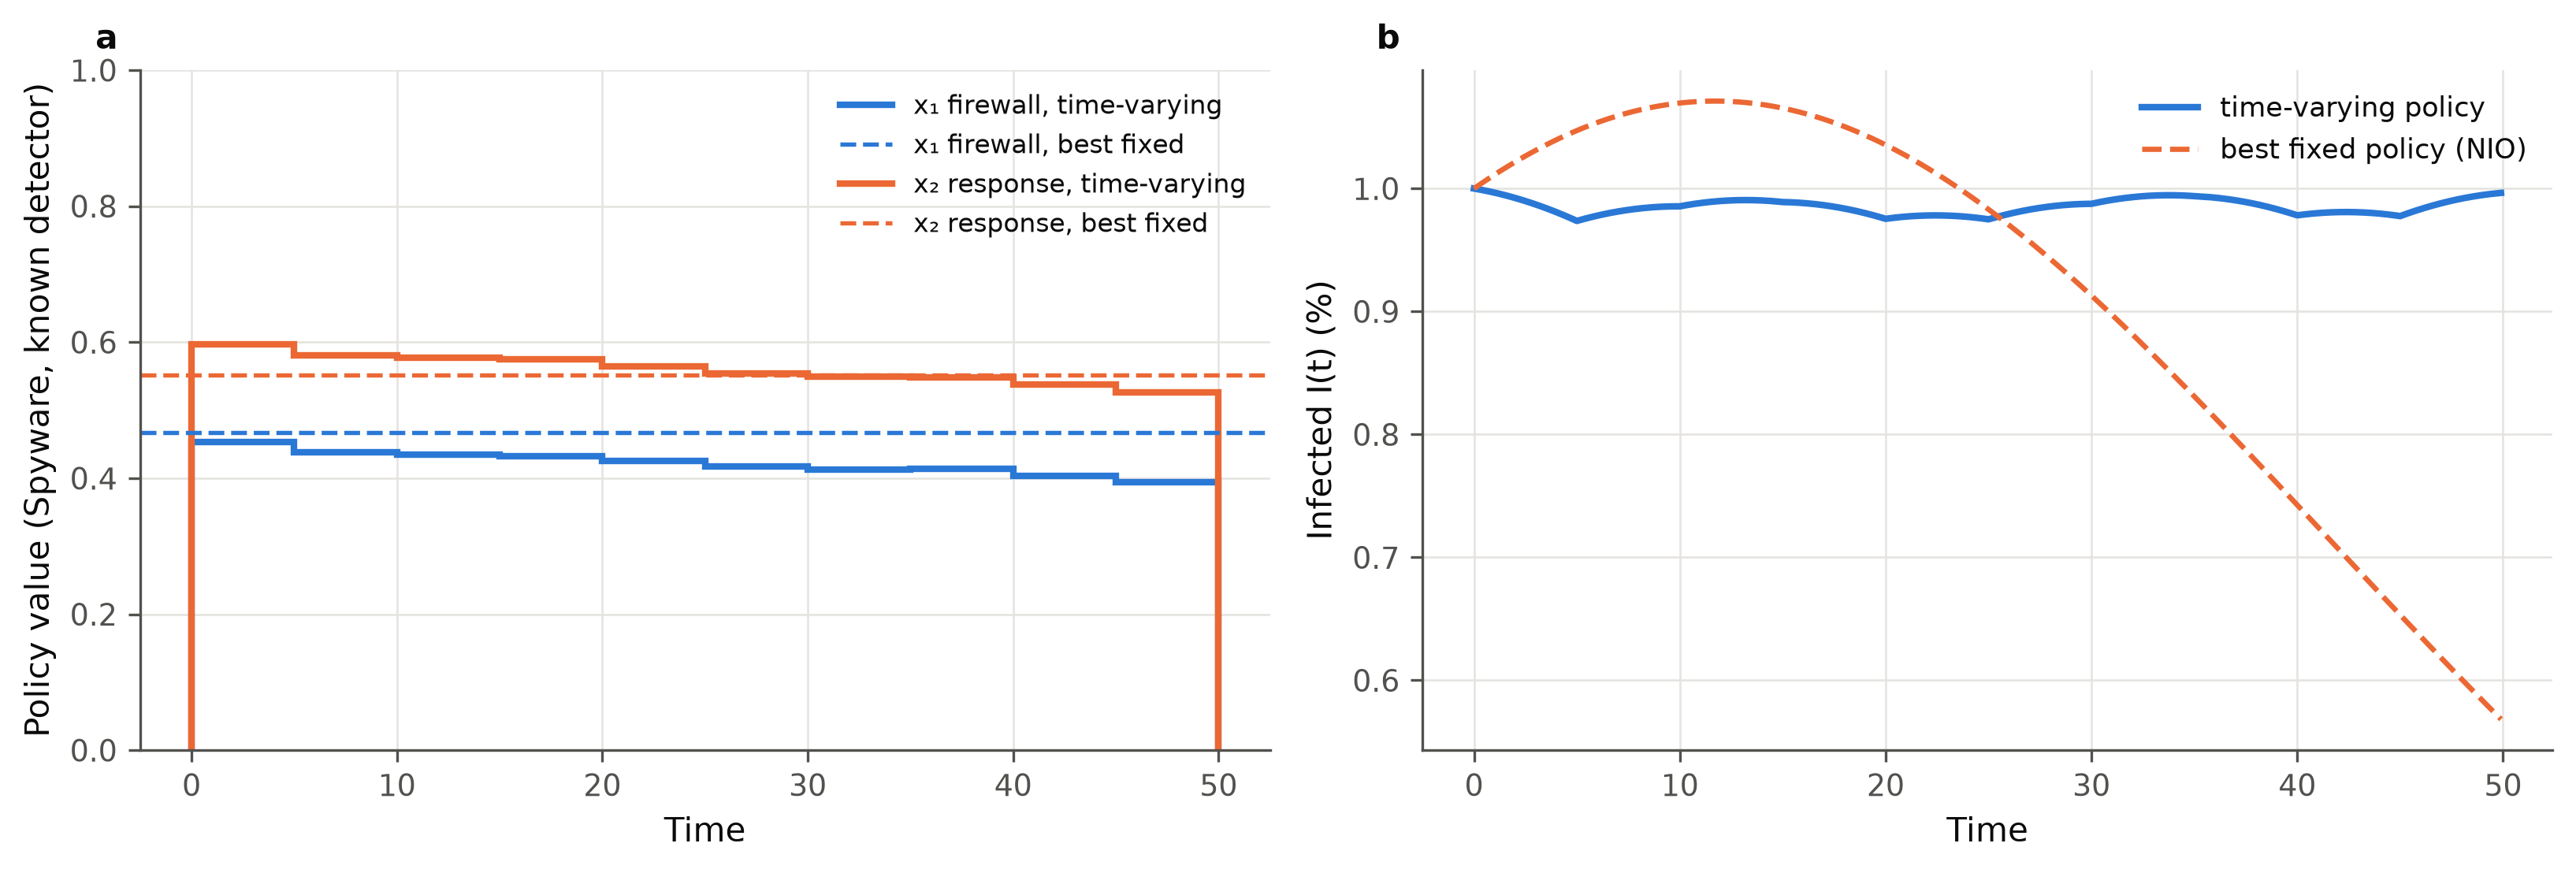 a
Policy value (Spyware, known detector)
1.0
0.8
0.6
0.4
0.2
0.0
x₁ firewall, time-varying
x₁ firewall, best fixed
x₂ response, time-varying
x₂ response, best fixed
0 10 20 30 40 50
Time
b
Infected I(t) (%)
1.0
0.9
0.8
0.7
0.6
time-varying policy
best fixed policy (NIO)
0 10 20 30 40 50
Time